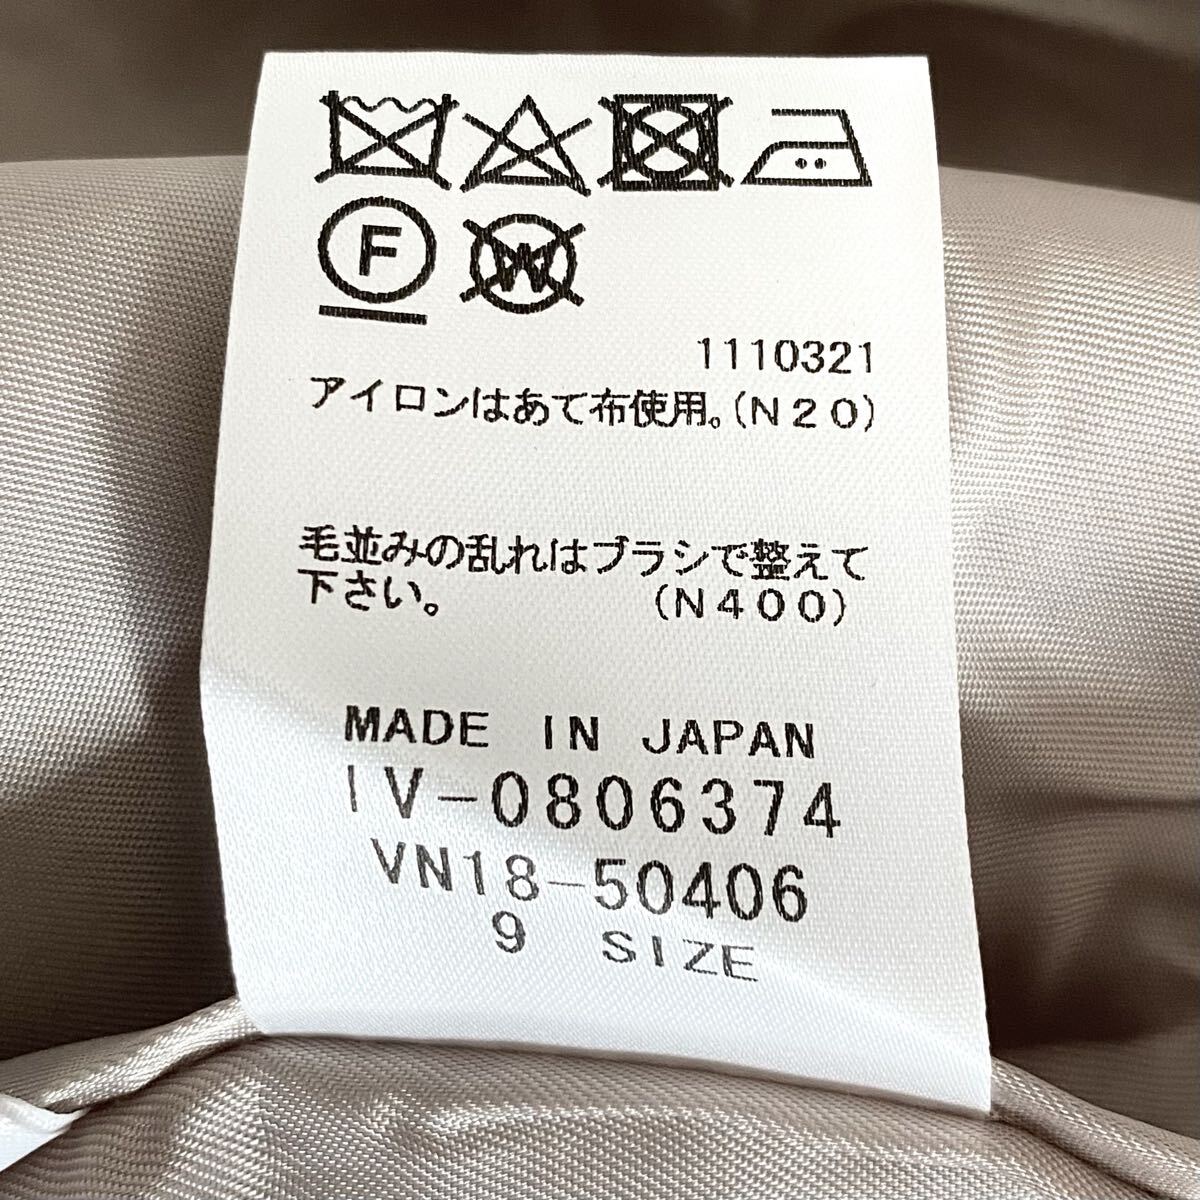 F W
1110321
アイロンはあて布使用。(N20)
毛並みの乱れはブラシで整えて
下さい。 (N400)
MADE IN JAPAN
IV-0806374
VN18-50406
9 SIZE